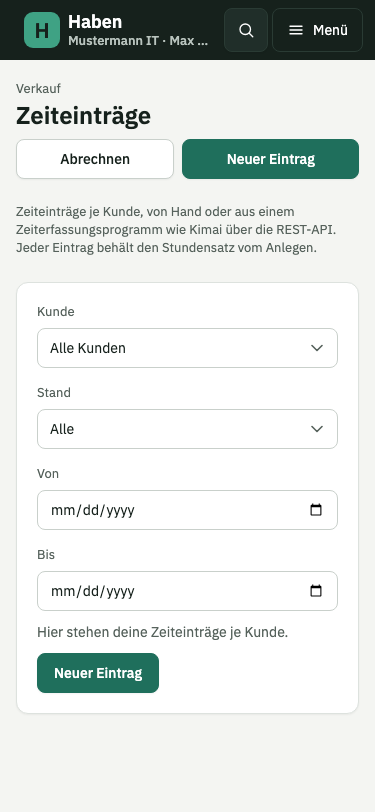 H
Haben
Mustermann IT · Max ...
Menü
Verkauf
Zeiteinträge
Abrechnen
Neuer Eintrag
Zeiteinträge je Kunde, von Hand oder aus einem
Zeiterfassungsprogramm wie Kimai über die REST-API.
Jeder Eintrag behält den Stundensatz vom Anlegen.
Kunde
Alle Kunden
Stand
Alle
Von
mm/dd/yyyy
Bis
mm/dd/yyyy
Hier stehen deine Zeiteinträge je Kunde.
Neuer Eintrag